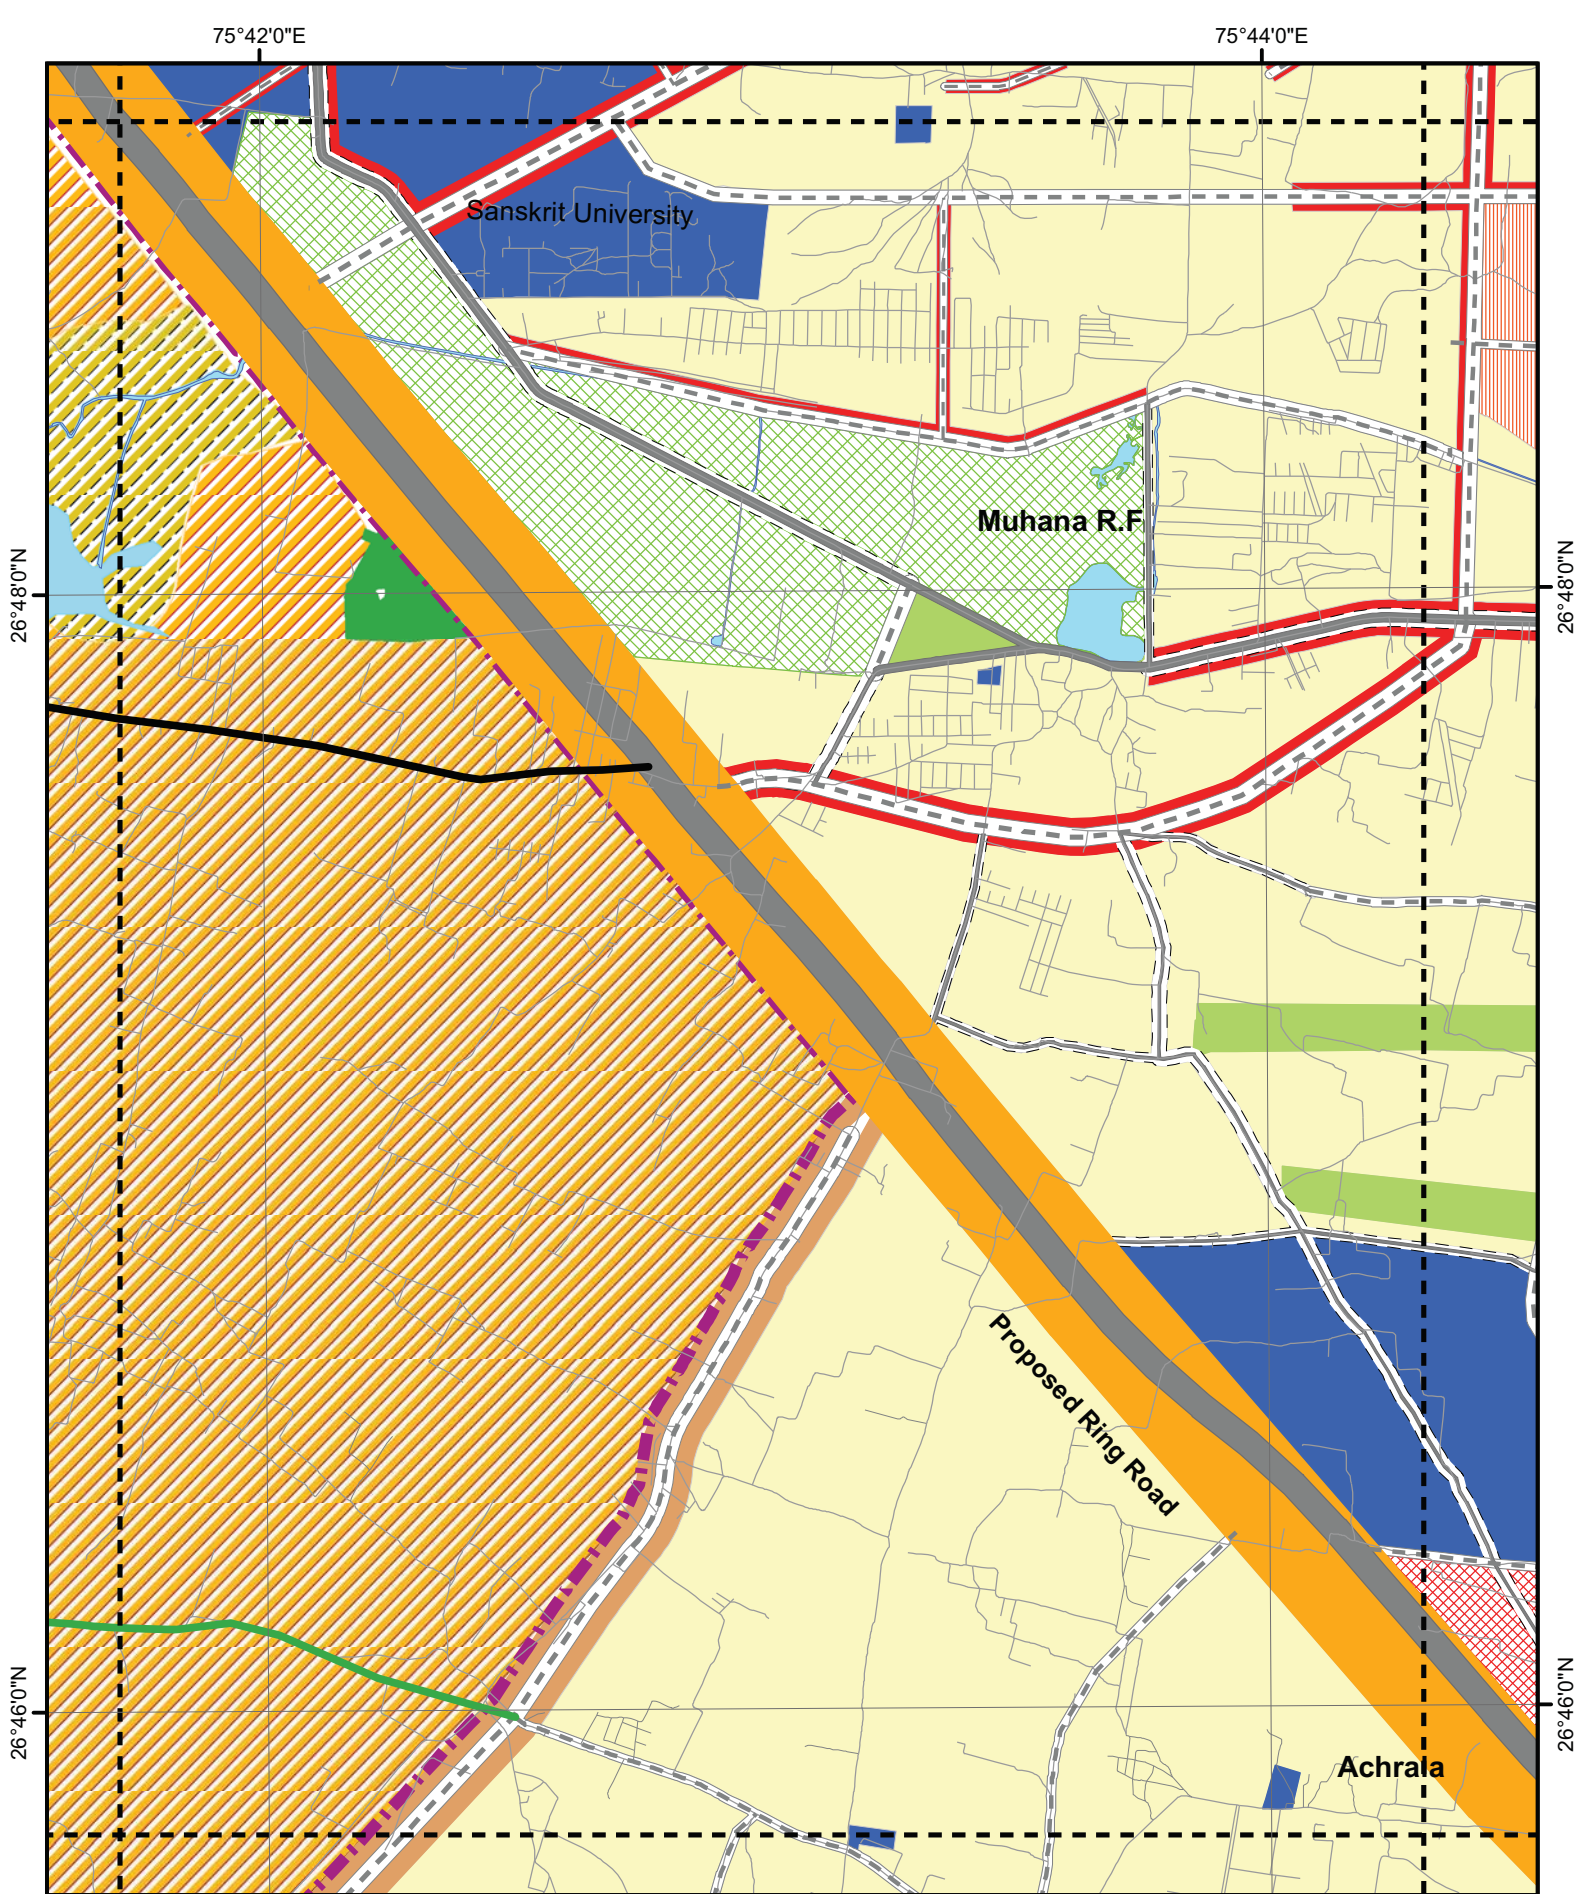 75°42'0"E
75°44'0"E
Sanskrit University
Muhana R.F
26°48'0"N
26°48'0"N
Proposed Ring Road
26°46'0"N
26°46'0"N
Achrala